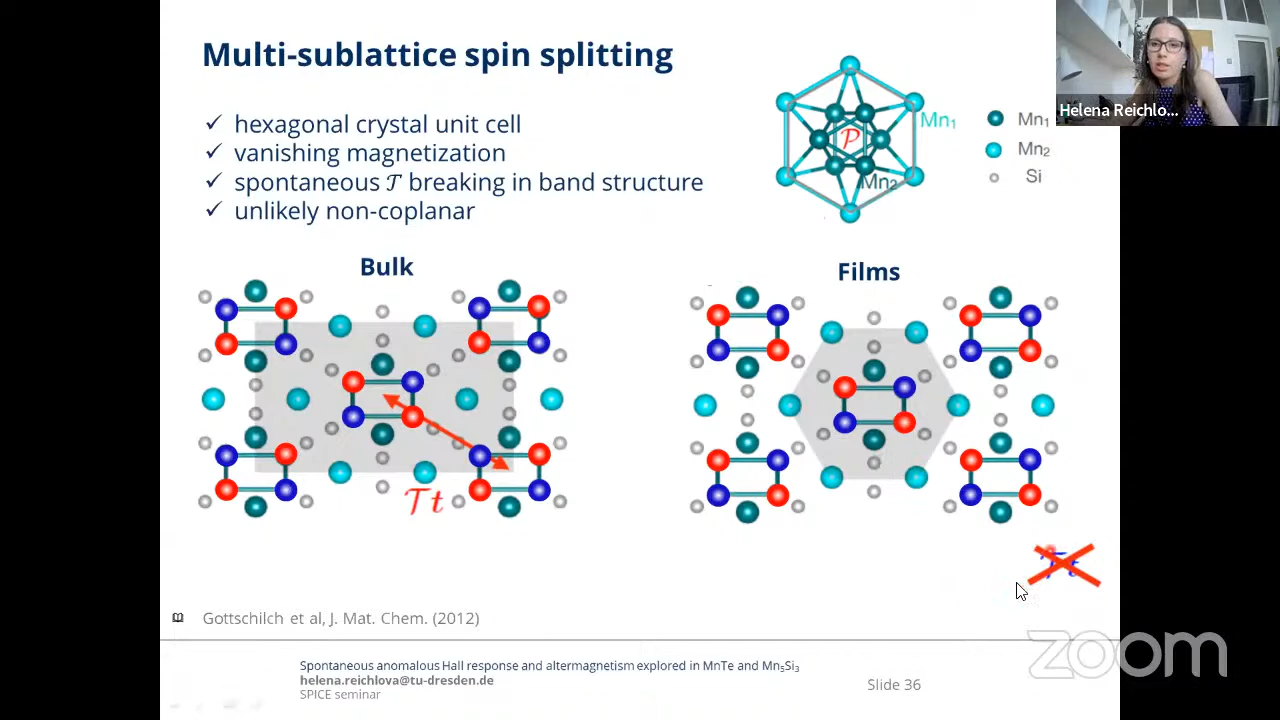 Multi-sublattice spin splitting
✓ hexagonal crystal unit cell
✓ vanishing magnetization
✓ spontaneous 𝒯 breaking in band structure
✓ unlikely non-coplanar
𝒫
Mn₁
Mn₂
Mn₁
Mn₂
Si
Helena Reichlo...
Bulk
Films
𝒯t
𝒯t
Gottschilch et al, J. Mat. Chem. (2012)
Spontaneous anomalous Hall response and altermagnetism explored in MnTe and Mn₅Si₃
helena.reichlova@tu-dresden.de
SPICE seminar
Slide 36
zoom